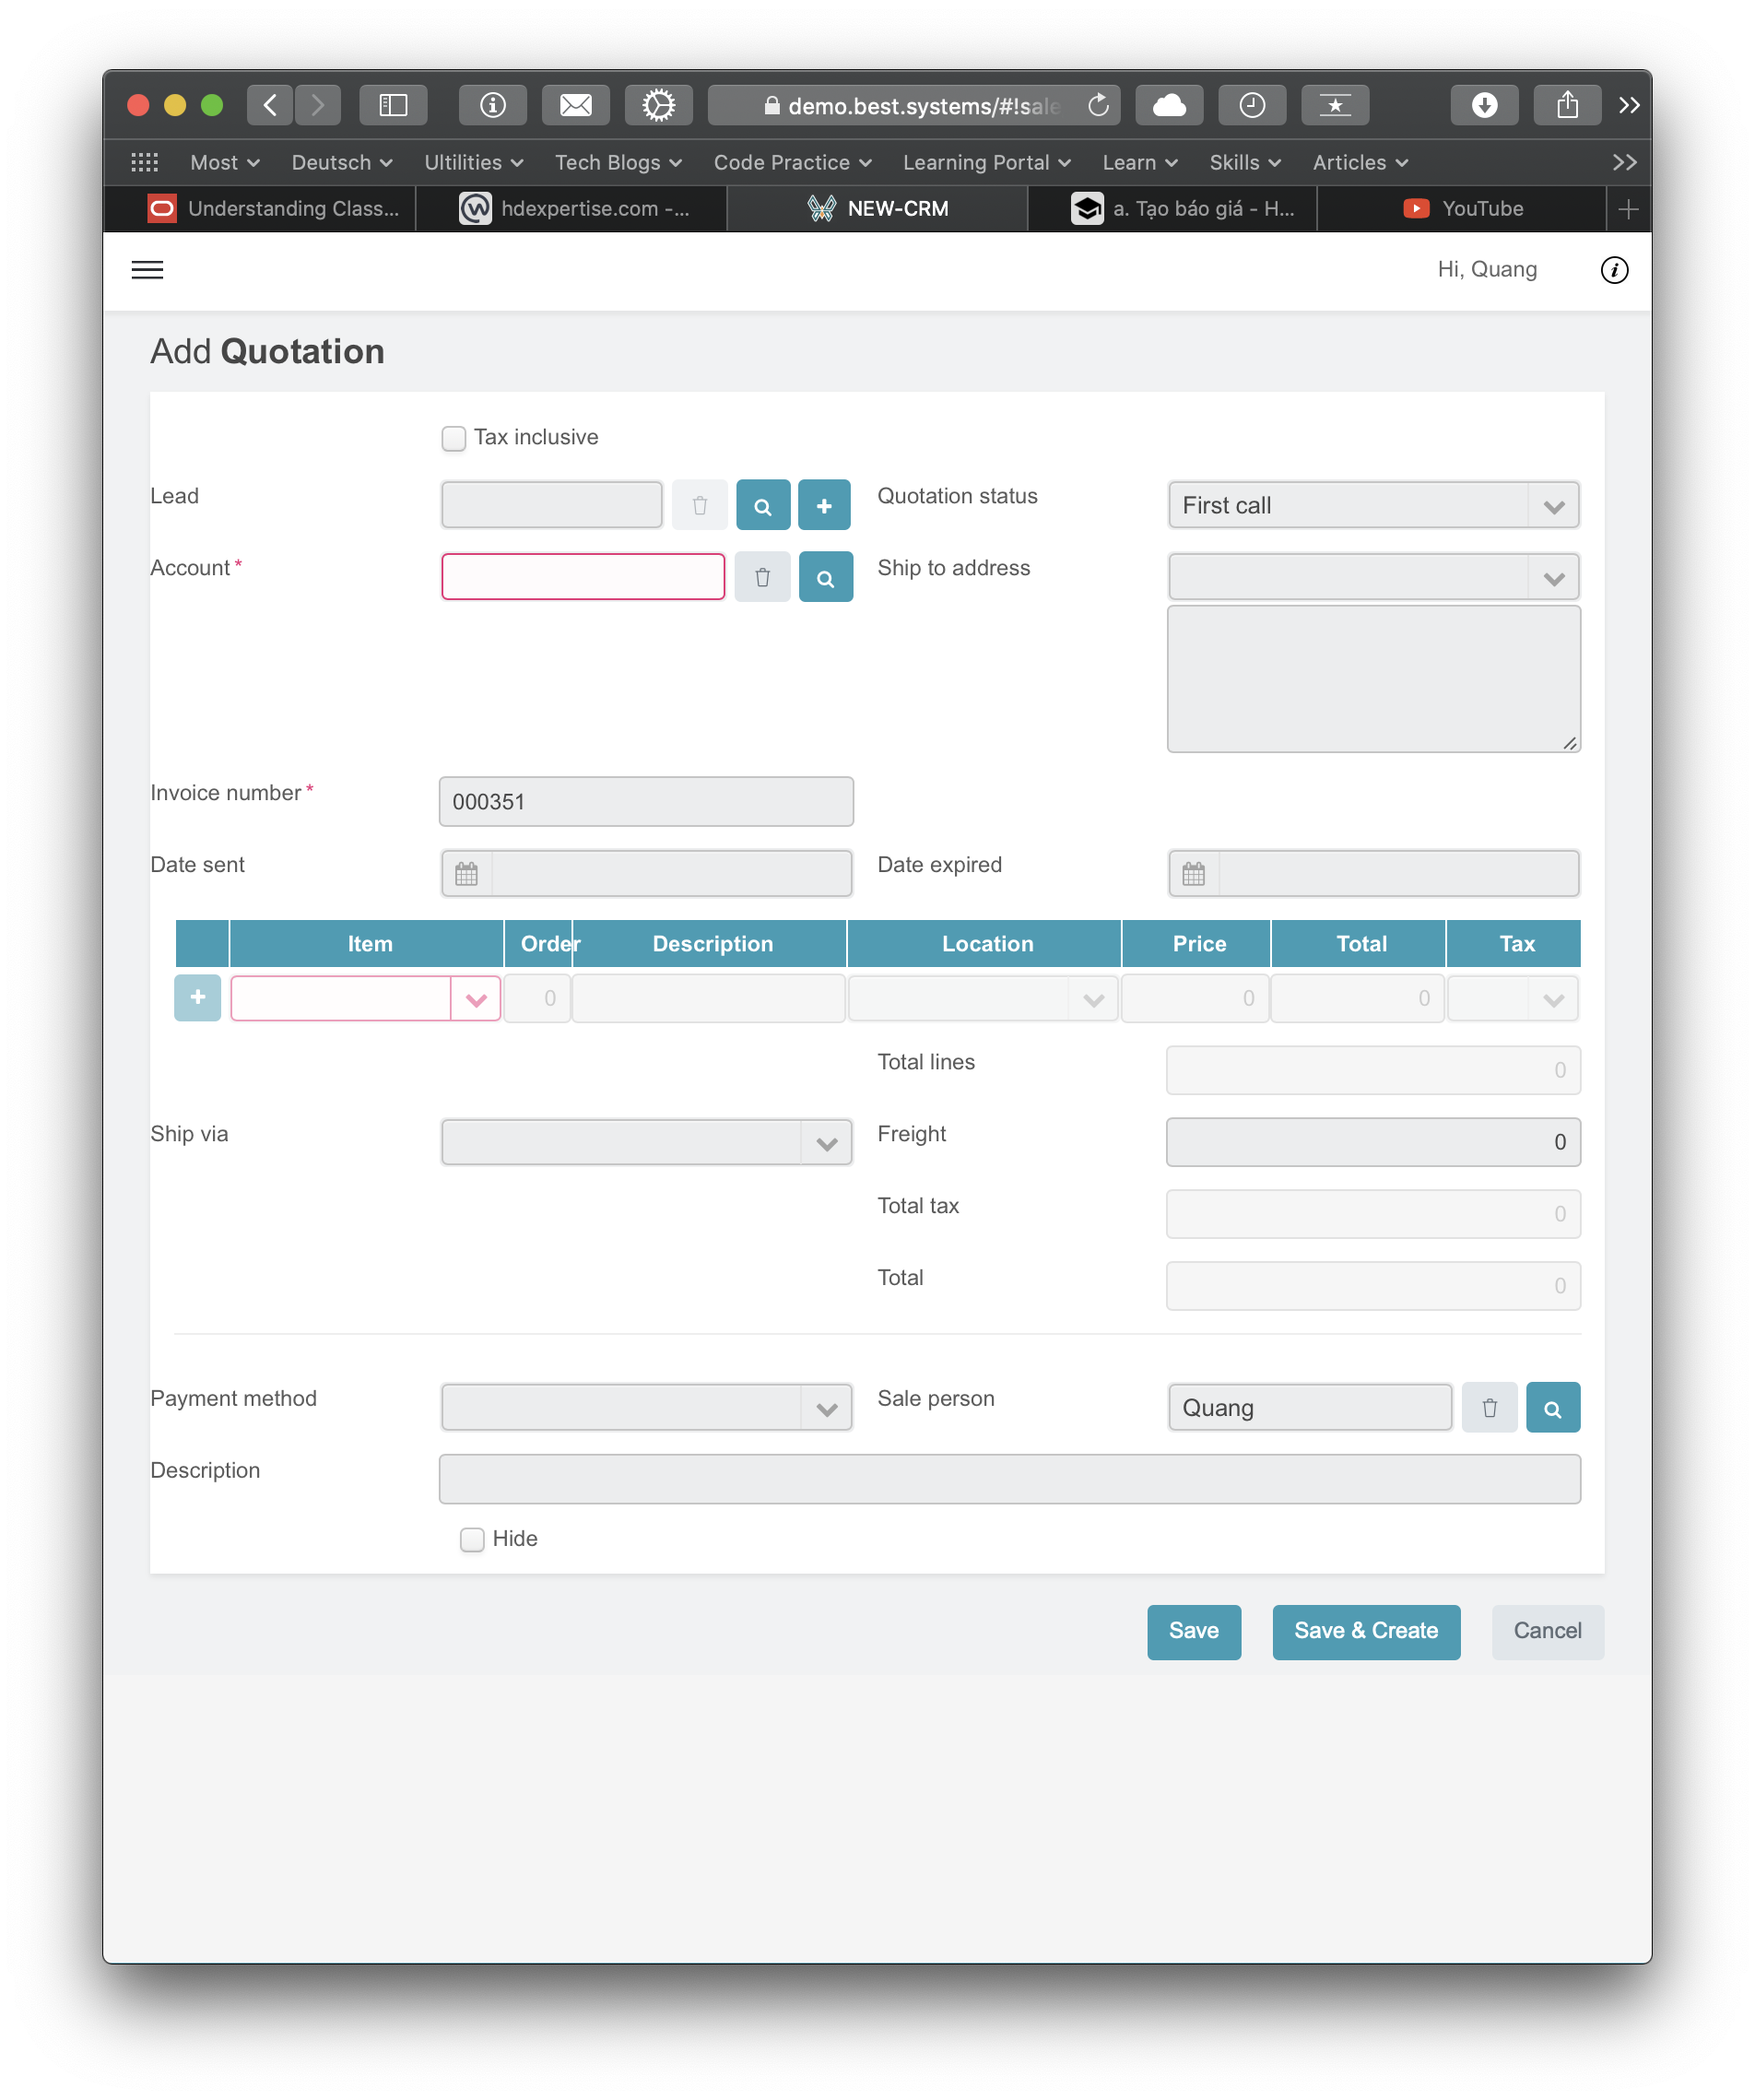 demo.best.systems/#!sale
Most Deutsch Ultilities Tech Blogs Code Practice Learning Portal Learn Skills Articles
Understanding Class... hdexpertise.com -... NEW-CRM a. Tạo báo giá - H... YouTube
Hi, Quang
Add Quotation
Tax inclusive
Lead Quotation status First call
Account * Ship to address
Invoice number * 000351
Date sent Date expired
Item Order Description Location Price Total Tax
0 0 0
Total lines 0
Ship via Freight 0
Total tax 0
Total 0
Payment method Sale person Quang
Description
Hide
Save Save & Create Cancel